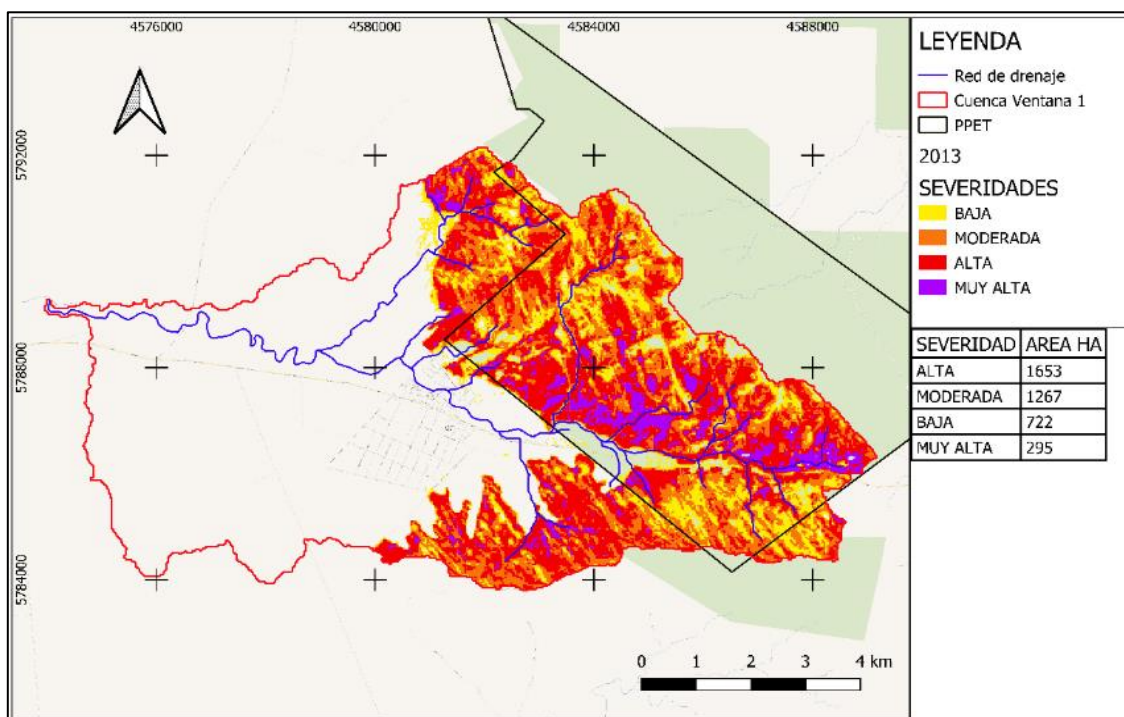 4576000
4580000
4584000
4588000
5792000
5788000
5784000
0 1 2 3 4 km
LEYENDA
Red de drenaje
Cuenca Ventana 1
PPET
2013
SEVERIDADES
BAJA
MODERADA
ALTA
MUY ALTA
SEVERIDAD AREA HA
ALTA 1653
MODERADA 1267
BAJA 722
MUY ALTA 295